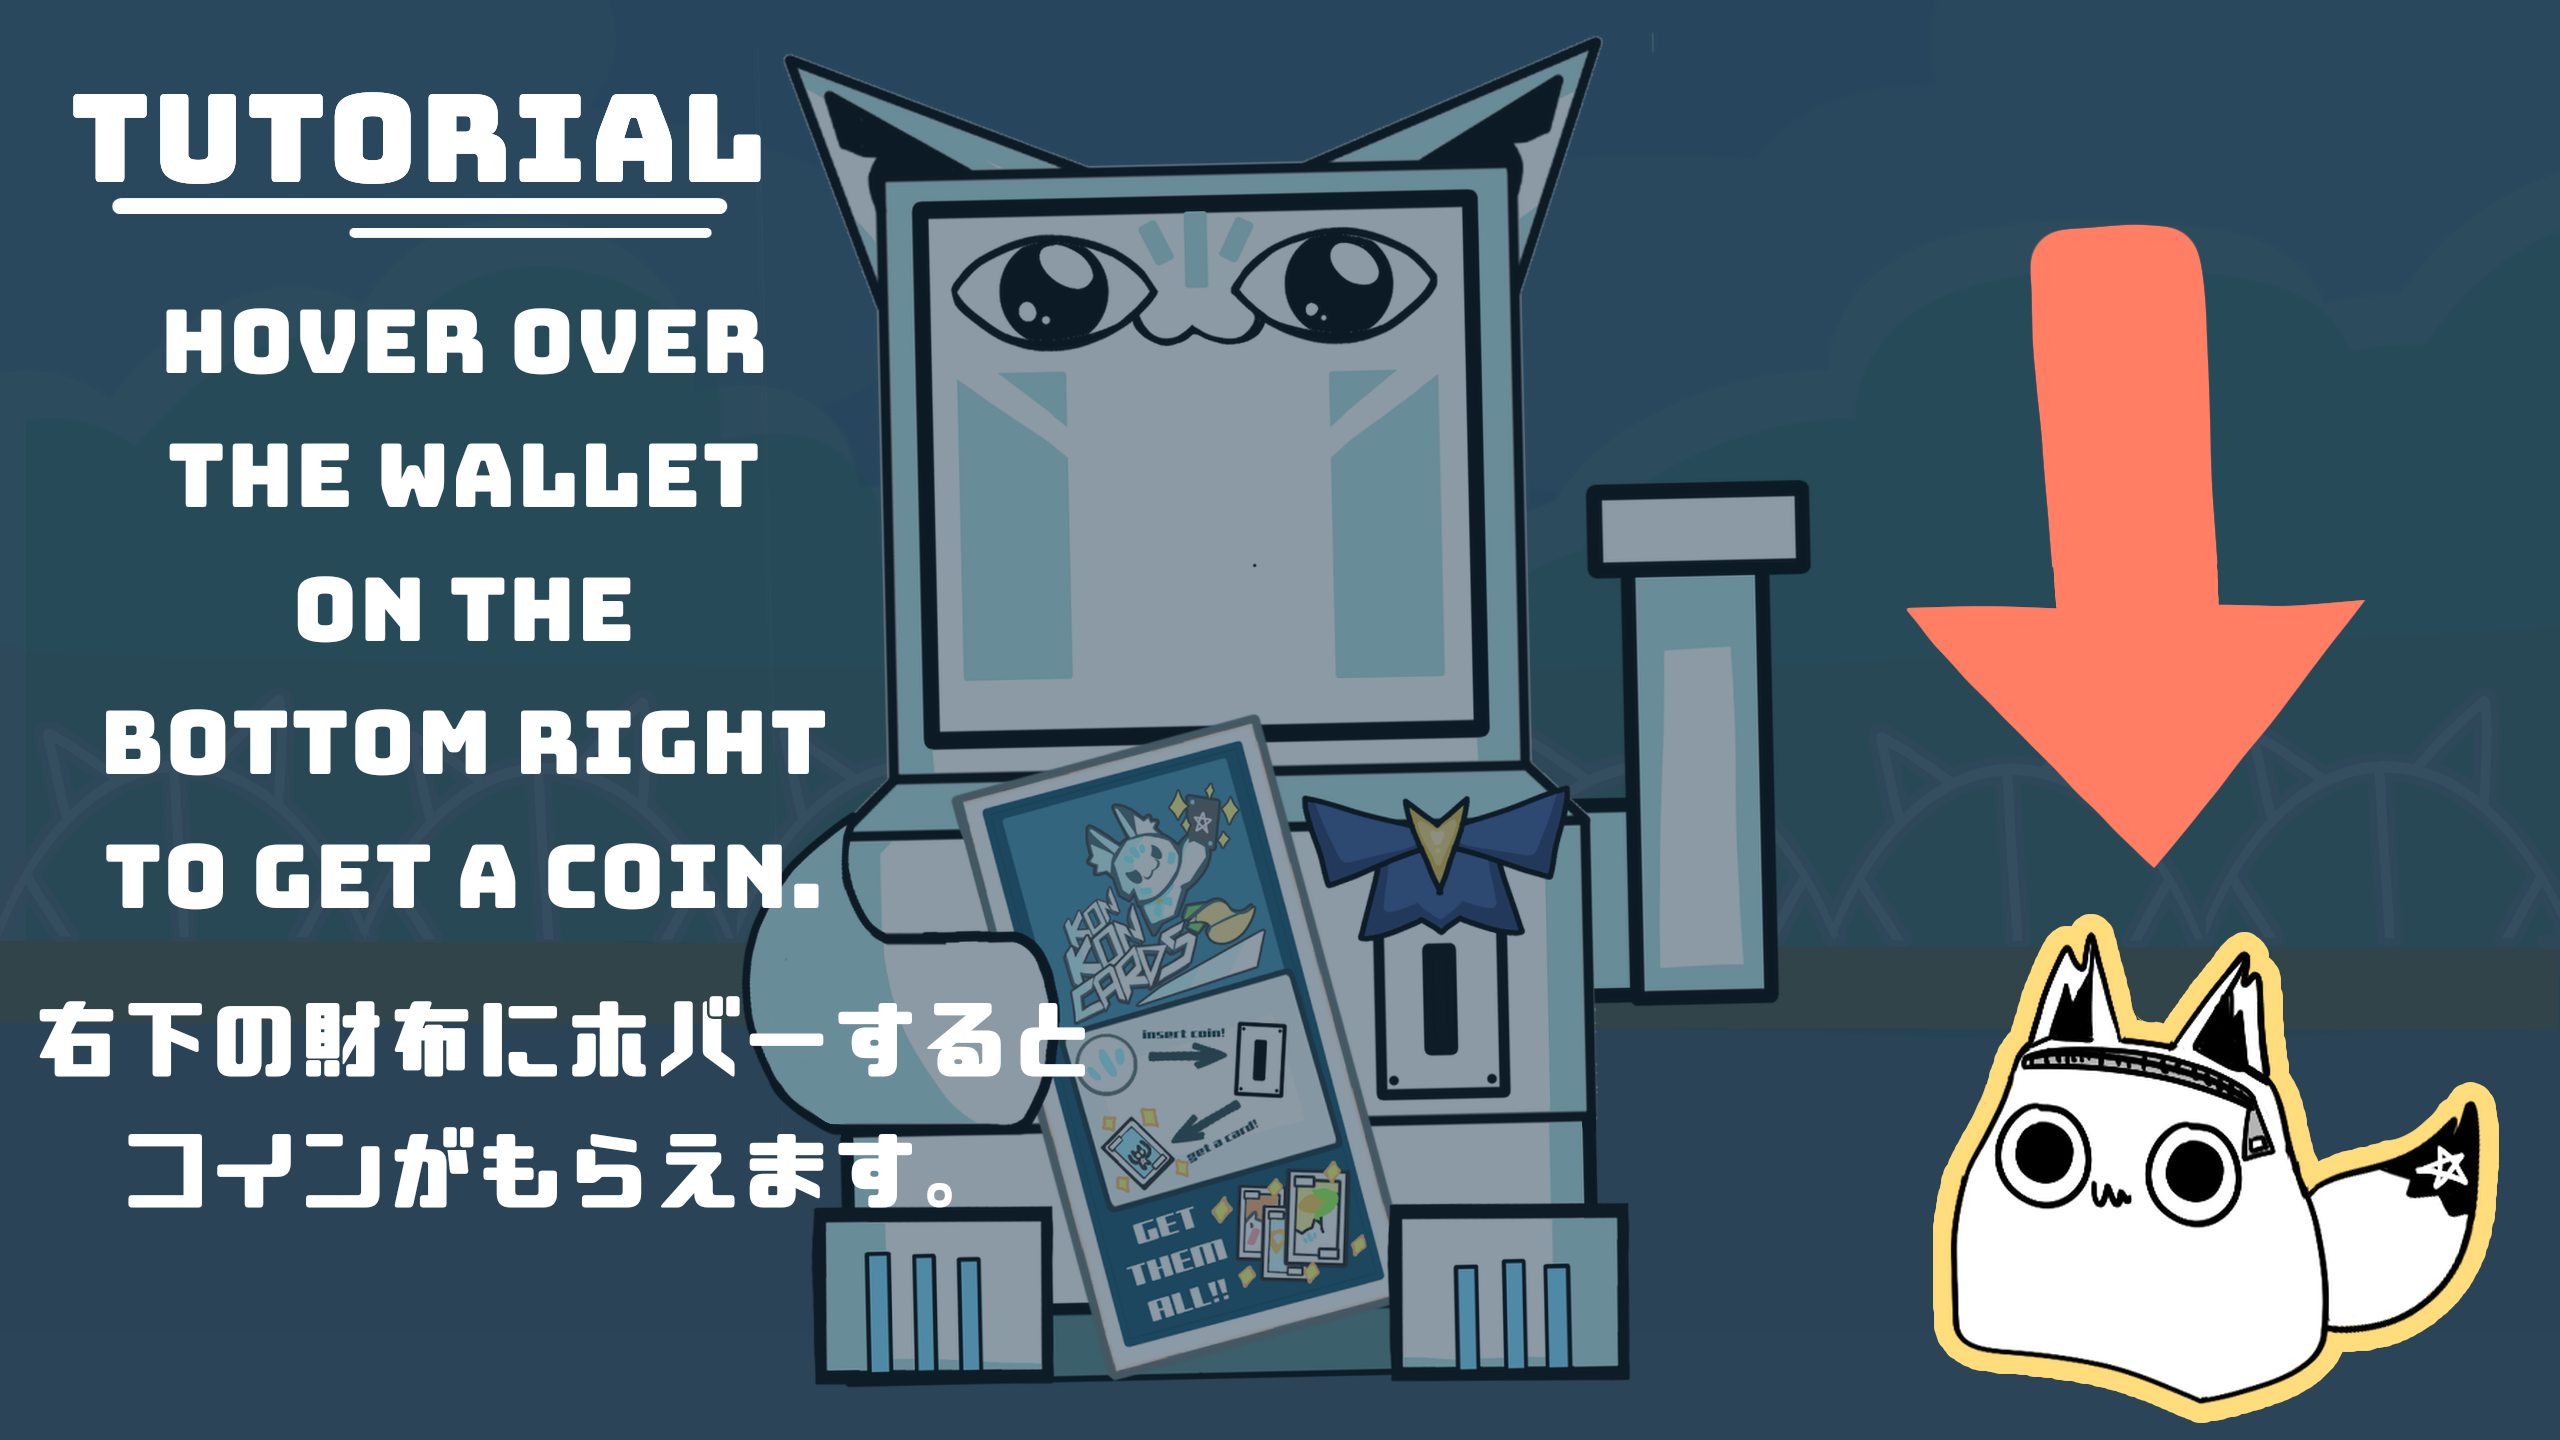 TUTORIAL
HOVER OVER
THE WALLET
ON THE
BOTTOM RIGHT
TO GET A COIN.
右下の財布にホバーすると
コインがもらえます。
KON
KON
CARDS
insert coin!
get a card!
GET
THEM
ALL!!